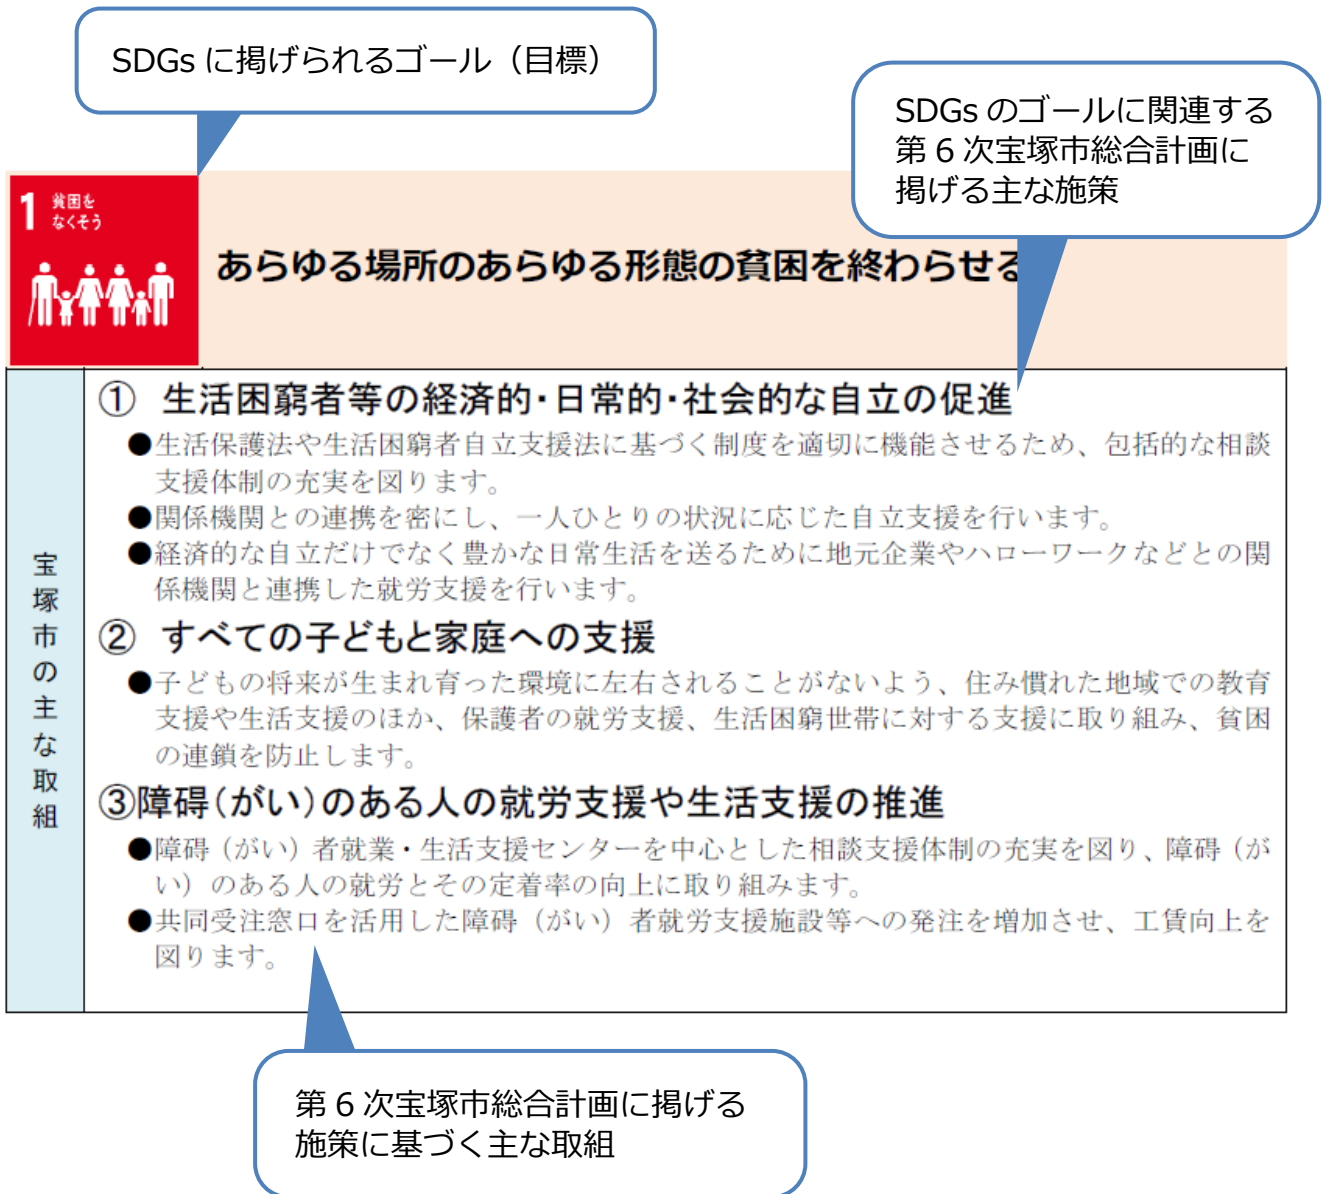 SDGs に掲げられるゴール（目標）
SDGs のゴールに関連する
第 6 次宝塚市総合計画に
掲げる主な施策
1 貧困を
なくそう
あらゆる場所のあらゆる形態の貧困を終わらせる
宝塚市の主な取組
① 生活困窮者等の経済的・日常的・社会的な自立の促進
●生活保護法や生活困窮者自立支援法に基づく制度を適切に機能させるため、包括的な相談
支援体制の充実を図ります。
●関係機関との連携を密にし、一人ひとりの状況に応じた自立支援を行います。
●経済的な自立だけでなく豊かな日常生活を送るために地元企業やハローワークなどとの関
係機関と連携した就労支援を行います。
② すべての子どもと家庭への支援
●子どもの将来が生まれ育った環境に左右されることがないよう、住み慣れた地域での教育
支援や生活支援のほか、保護者の就労支援、生活困窮世帯に対する支援に取り組み、貧困
の連鎖を防止します。
③障碍（がい）のある人の就労支援や生活支援の推進
●障碍（がい）者就業・生活支援センターを中心とした相談支援体制の充実を図り、障碍（が
い）のある人の就労とその定着率の向上に取り組みます。
●共同受注窓口を活用した障碍（がい）者就労支援施設等への発注を増加させ、工賃向上を
図ります。
第 6 次宝塚市総合計画に掲げる
施策に基づく主な取組